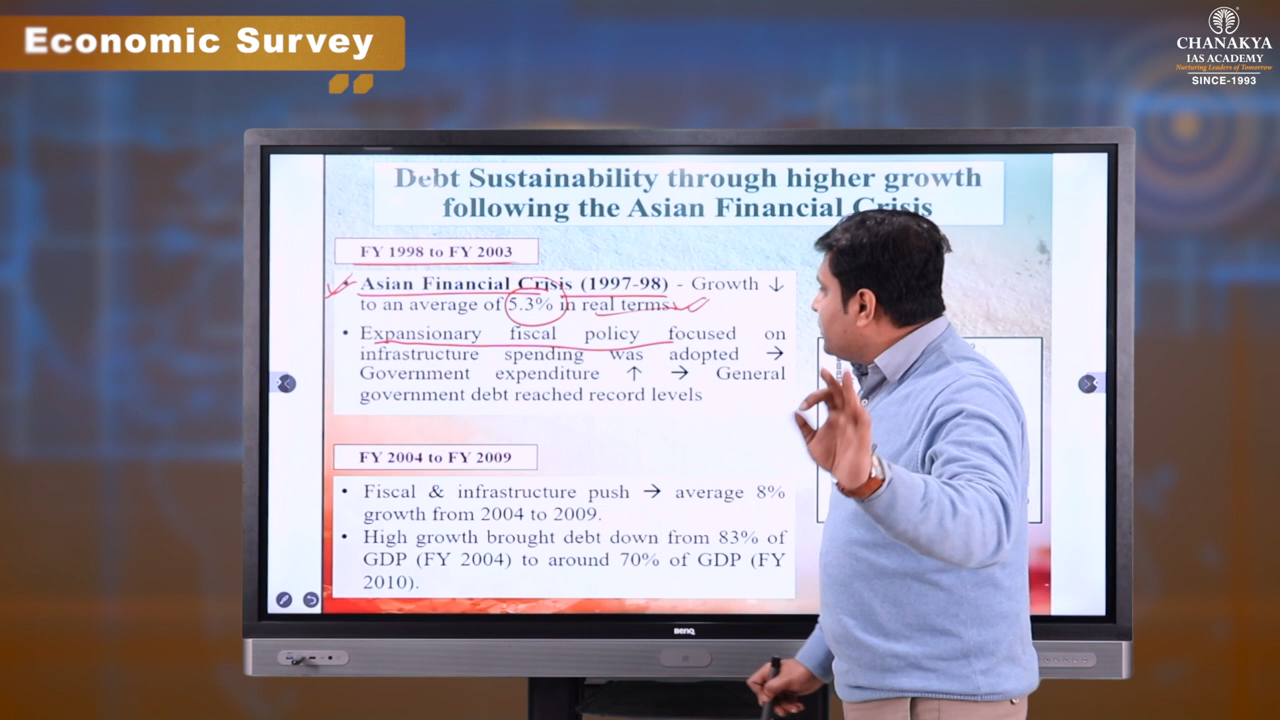 Economic Survey
CHANAKYA
IAS ACADEMY
Nurturing Leaders of Tomorrow
SINCE-1993
Debt Sustainability through higher growth
following the Asian Financial Crisis
FY 1998 to FY 2003
• Asian Financial Crisis (1997-98) - Growth ↓
to an average of 5.3% in real terms
• Expansionary fiscal policy focused on
infrastructure spending was adopted →
Government expenditure ↑ → General
government debt reached record levels
FY 2004 to FY 2009
• Fiscal & infrastructure push → average 8%
growth from 2004 to 2009.
• High growth brought debt down from 83% of
GDP (FY 2004) to around 70% of GDP (FY
2010).
BenQ